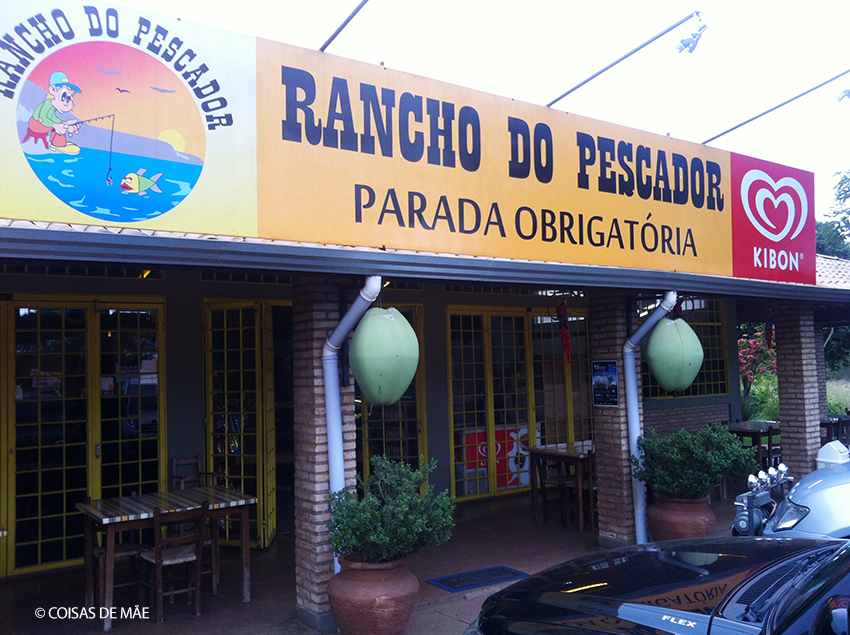 RANCHO DO PESCADOR
RANCHO DO PESCADOR
PARADA OBRIGATÓRIA
KIBON®
FLEX
© COISAS DE MÃE